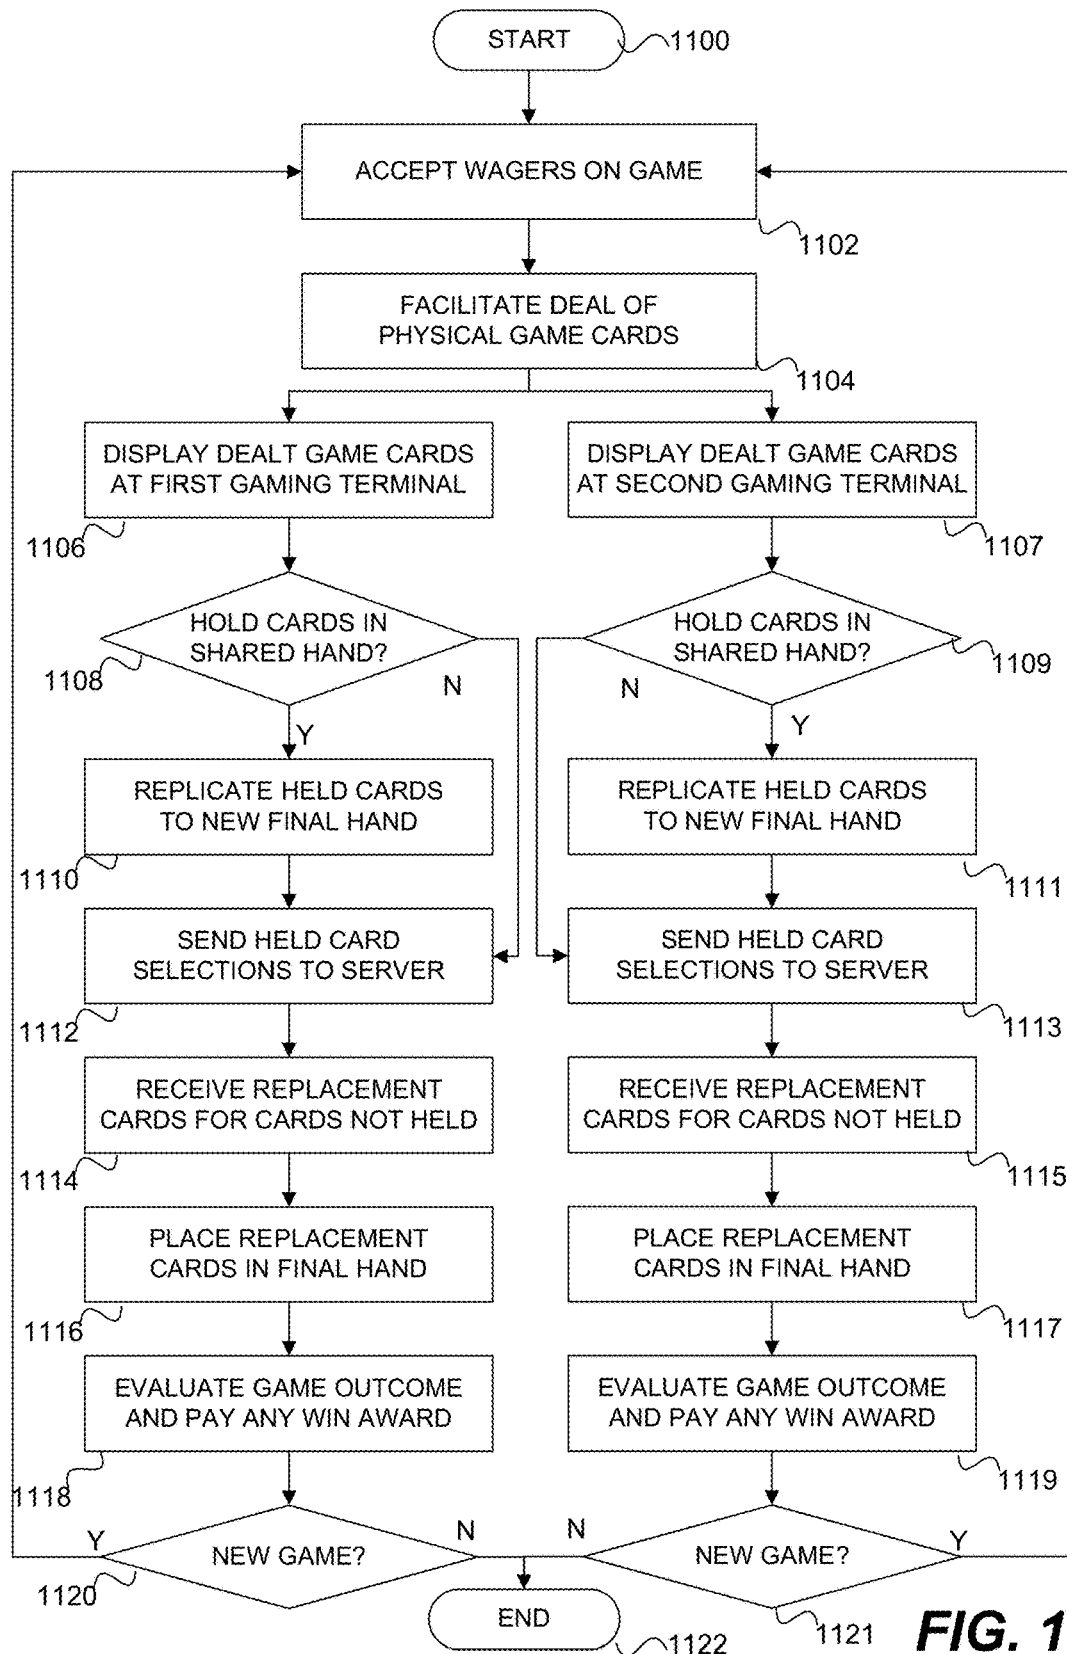 START
1100
ACCEPT WAGERS ON GAME
1102
FACILITATE DEAL OF
PHYSICAL GAME CARDS
1104
DISPLAY DEALT GAME CARDS
AT FIRST GAMING TERMINAL
1106
DISPLAY DEALT GAME CARDS
AT SECOND GAMING TERMINAL
1107
HOLD CARDS IN
SHARED HAND?
1108
N
Y
HOLD CARDS IN
SHARED HAND?
1109
N
Y
REPLICATE HELD CARDS
TO NEW FINAL HAND
1110
REPLICATE HELD CARDS
TO NEW FINAL HAND
1111
SEND HELD CARD
SELECTIONS TO SERVER
1112
SEND HELD CARD
SELECTIONS TO SERVER
1113
RECEIVE REPLACEMENT
CARDS FOR CARDS NOT HELD
1114
RECEIVE REPLACEMENT
CARDS FOR CARDS NOT HELD
1115
PLACE REPLACEMENT
CARDS IN FINAL HAND
1116
PLACE REPLACEMENT
CARDS IN FINAL HAND
1117
EVALUATE GAME OUTCOME
AND PAY ANY WIN AWARD
1118
EVALUATE GAME OUTCOME
AND PAY ANY WIN AWARD
1119
Y
NEW GAME?
N
1120
N
NEW GAME?
Y
1121
END
1122
FIG. 1